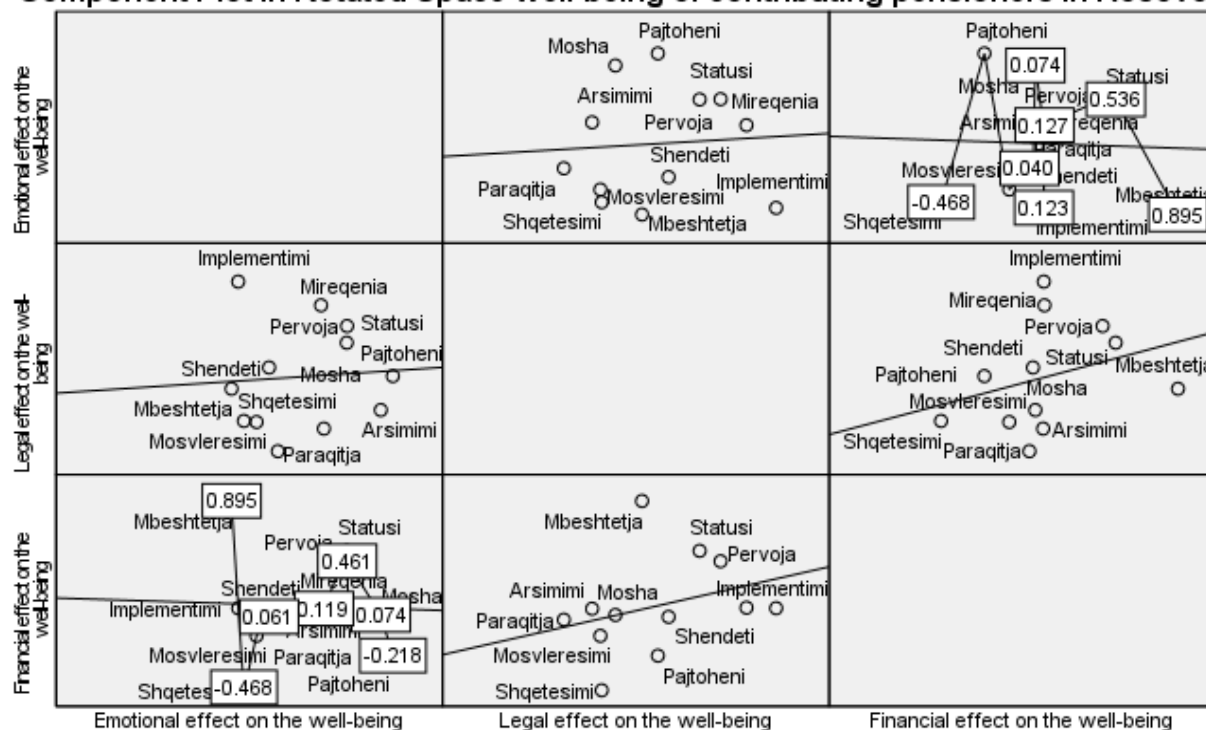 Component Plot in Rotated Space well-being of contributing pensioners in Kosovo
Emotional effect on the well-being
Mosha
Pajtoheni
Statusi
Arsimimi
Mireqenia
Pervoja
Shendeti
Paraqitja
Mosvleresimi
Implementimi
Shqetesimi
Mbeshtetja
Pajtoheni
0.074
Mosha
Statusi
Pervoja
0.536
0.127
Mosvleresi
0.040
-0.468
0.123
0.895
Shqetesimi
Implementimi
Legal effect on the well-being
Implementimi
Mireqenia
Pervoja
Statusi
Pajtoheni
Shendeti
Mosha
Mbeshtetja
Shqetesimi
Mosvleresimi
Arsimimi
Paraqitja
Implementimi
Mireqenia
Pervoja
Shendeti
Statusi
Mbeshtetja
Pajtoheni
Mosha
Mosvleresimi
Shqetesimi
Arsimimi
Paraqitja
Financial effect on the well-being
0.895
Mbeshtetja
Statusi
Pervoja
0.461
Mireqenia
Shendeti
Mosha
Implementimi
0.061
0.119
0.074
Arsimimi
Mosvleresimi
Paraqitja
-0.218
Shqetes
-0.468
Pajtoheni
Mbeshtetja
Statusi
Pervoja
Arsimimi
Mosha
Implementimi
Paraqitja
Shendeti
Mosvleresimi
Pajtoheni
Shqetesimi
Emotional effect on the well-being
Legal effect on the well-being
Financial effect on the well-being